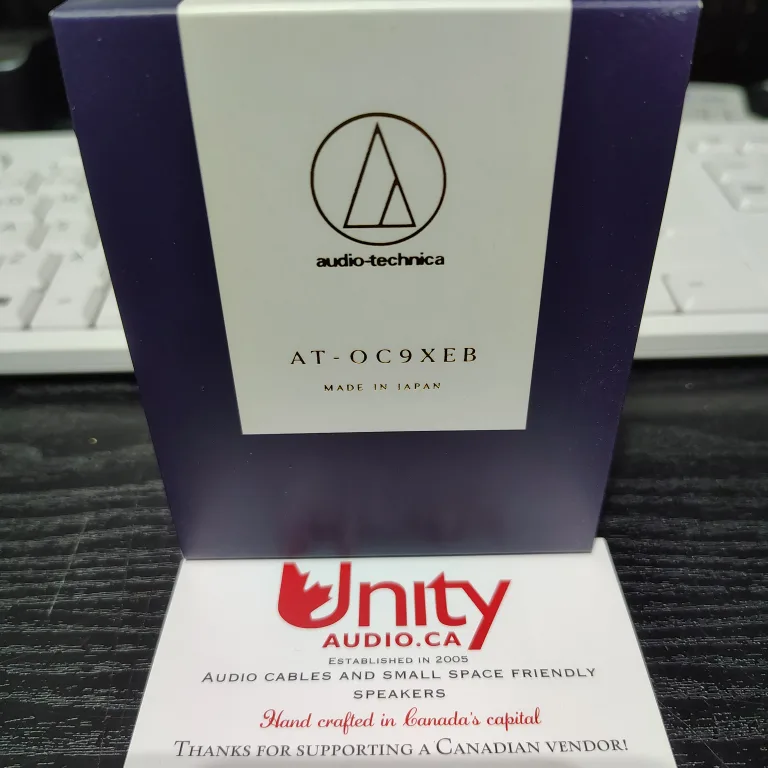 audio-technica
AT-OC9XEB
MADE IN JAPAN
Unity
AUDIO.CA
ESTABLISHED IN 2005
AUDIO CABLES AND SMALL SPACE FRIENDLY
SPEAKERS
Hand crafted in Canada's capital
THANKS FOR SUPPORTING A CANADIAN VENDOR!